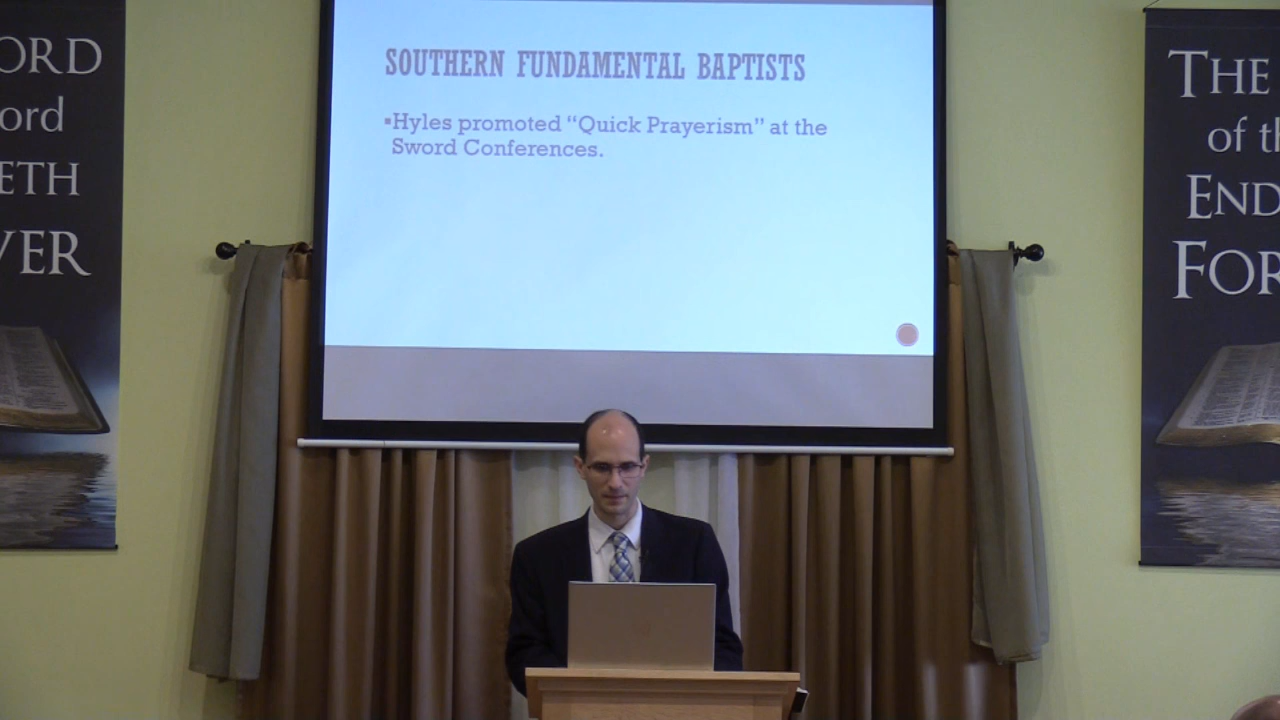 SOUTHERN FUNDAMENTAL BAPTISTS
▪Hyles promoted “Quick Prayerism” at the
Sword Conferences.
ORD
ord
ETH
VER
THE
of th
END
FOR